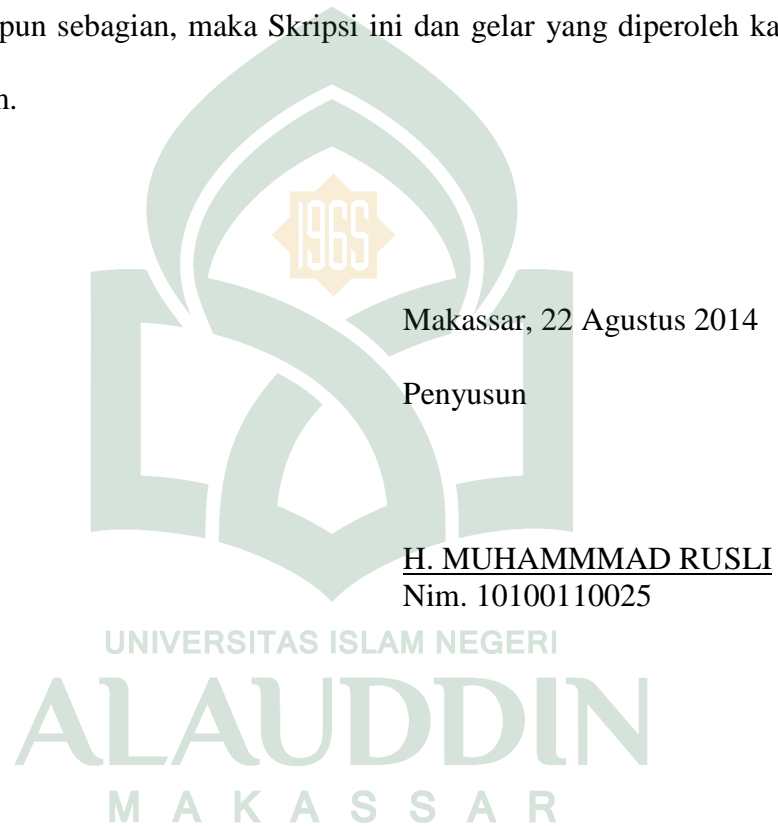 pun sebagian, maka Skripsi ini dan gelar yang diperoleh ka
n.
1965
Makassar, 22 Agustus 2014
Penyusun
H. MUHAMMMAD RUSLI
Nim. 10100110025
UNIVERSITAS ISLAM NEGERI
ALAUDDIN
MAKASSAR